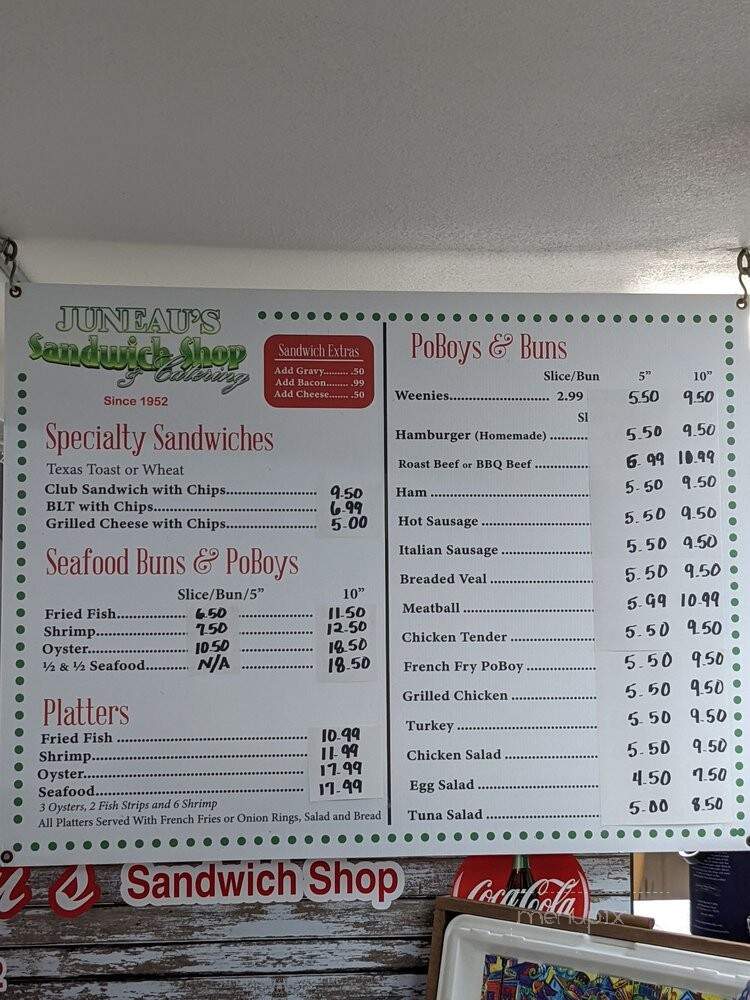 JUNEAU'S
Sandwich Shop
& Catering
Since 1952
Sandwich Extras
Add Gravy......... .50
Add Bacon......... .99
Add Cheese....... .50
Specialty Sandwiches
Texas Toast or Wheat
Club Sandwich with Chips.................... 9.50
BLT with Chips.................................... 6.99
Grilled Cheese with Chips.................... 5.00
Seafood Buns & PoBoys
Slice/Bun/5" 10"
Fried Fish................ 6.50 ................ 11.50
Shrimp.................... 7.50 ................ 12.50
Oyster..................... 10.50 ................ 18.50
½ & ½ Seafood.......... N/A ................ 18.50
Platters
Fried Fish .......................................... 10.99
Shrimp............................................... 11.99
Oyster................................................ 17.99
Seafood.............................................. 17.99
3 Oysters, 2 Fish Strips and 6 Shrimp
All Platters Served With French Fries or Onion Rings, Salad and Bread
PoBoys & Buns
Slice/Bun 5" 10"
Weenies......................... 2.99 5.50 9.50
Sl
Hamburger (Homemade) ......... 5.50 9.50
Roast Beef or BBQ Beef ............. 6.99 10.99
Ham ...................................... 5.50 9.50
Hot Sausage ........................... 5.50 9.50
Italian Sausage ....................... 5.50 9.50
Breaded Veal .......................... 5.50 9.50
Meatball ................................ 5.99 10.99
Chicken Tender ...................... 5.50 9.50
French Fry PoBoy ................... 5.50 9.50
Grilled Chicken ...................... 5.50 9.50
Turkey ................................... 5.50 9.50
Chicken Salad ........................ 5.50 9.50
Egg Salad ............................... 4.50 7.50
Tuna Salad ............................. 5.00 8.50
's Sandwich Shop
Coca-Cola
menupix